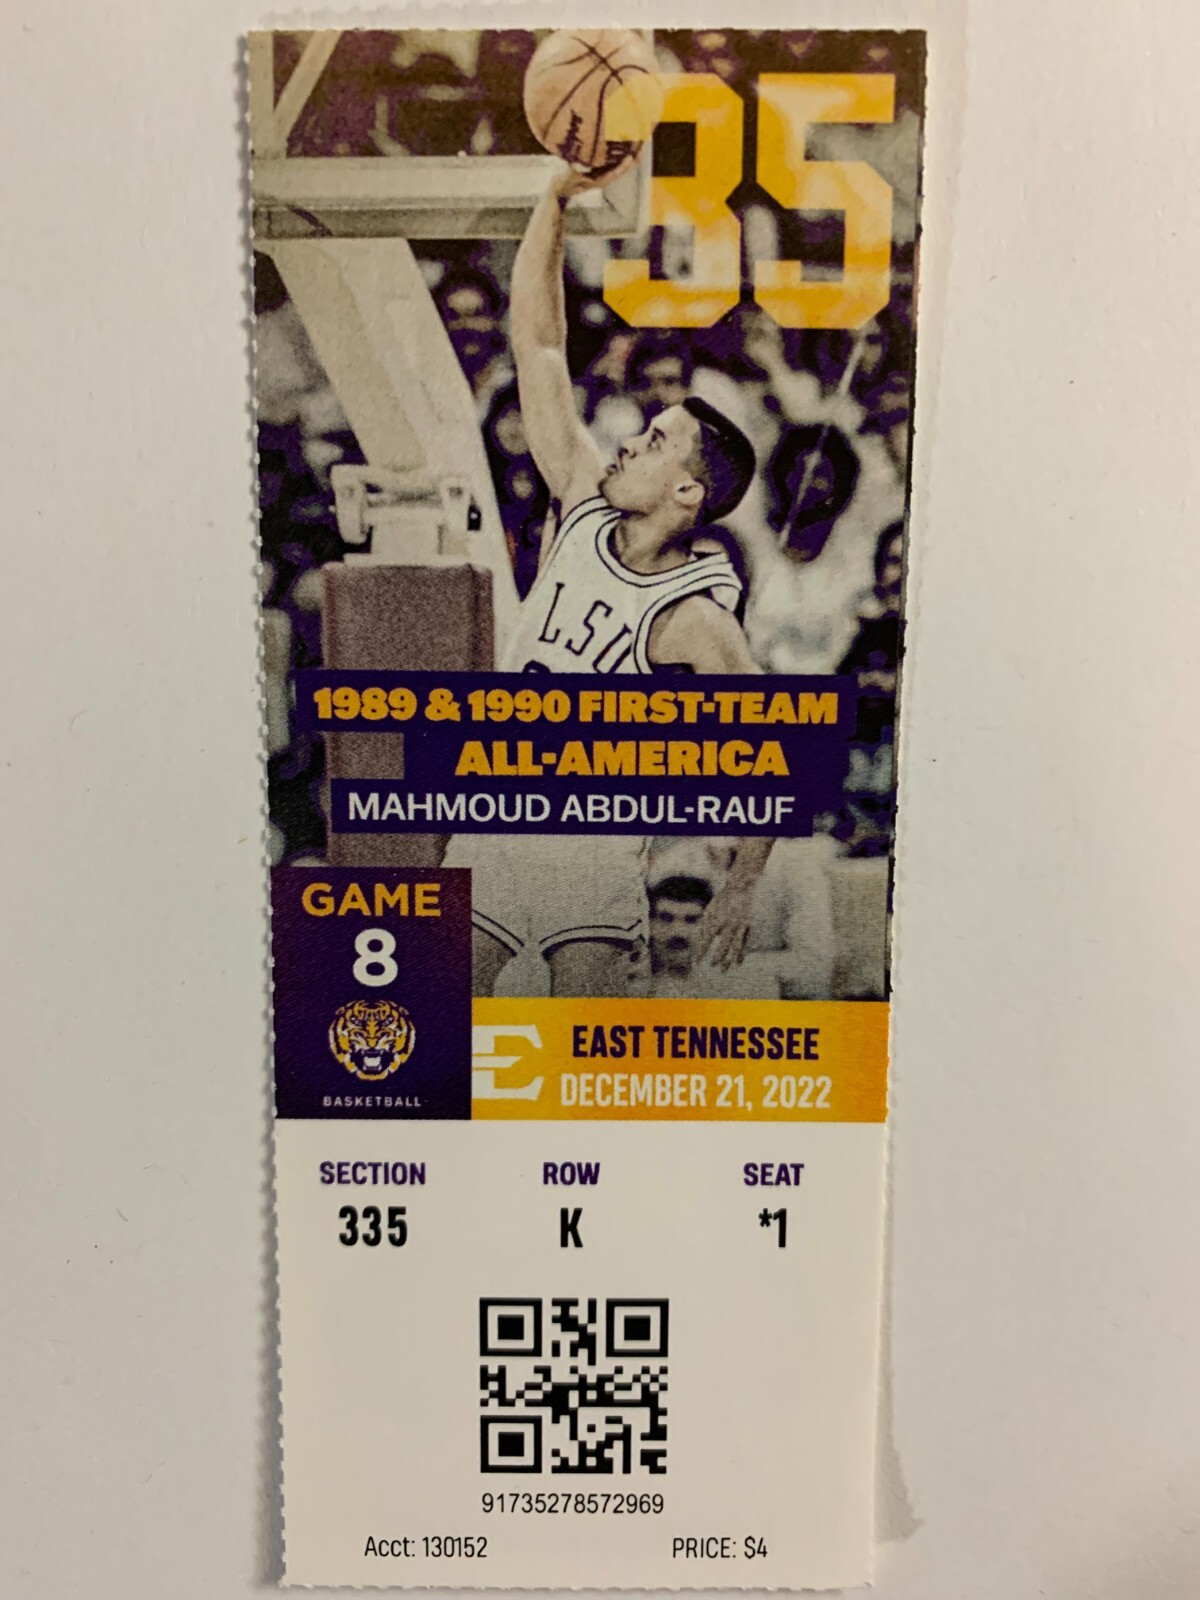 35
LSU
1989 & 1990 FIRST-TEAM
ALL-AMERICA
MAHMOUD ABDUL-RAUF
GAME
8
BASKETBALL
E
EAST TENNESSEE
DECEMBER 21, 2022
SECTION ROW SEAT
335 K *1
91735278572969
Acct: 130152 PRICE: $4